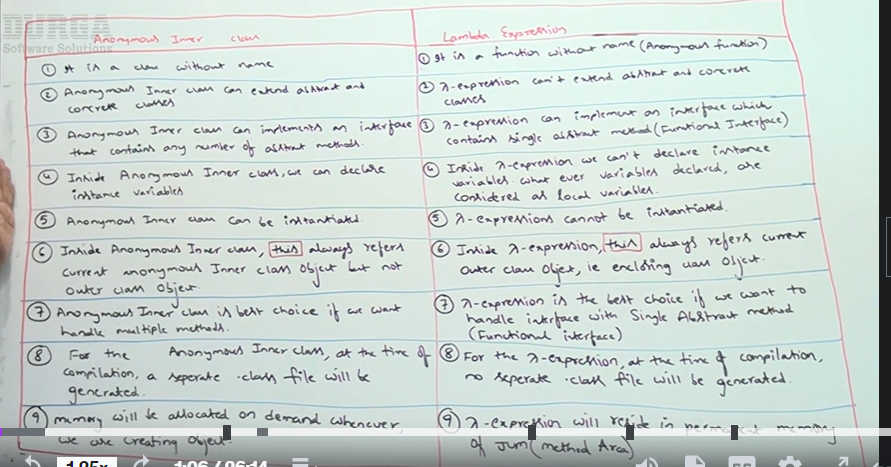 DURGA
Software Solutions
Anonymous Inner class
① It is a class without name
② Anonymous Inner class can extend abstract and
concrete classes
③ Anonymous Inner class can implements an interface
that contains any number of abstract methods.
④ Inside Anonymous Inner class, we can declare
instance variables
⑤ Anonymous Inner class can be instantiated.
⑥ Inside Anonymous Inner class, this always refers
current anonymous Inner class object but not
outer class object.
⑦ Anonymous Inner class is best choice if we want
handle multiple methods.
⑧ For the Anonymous Inner class, at the time of
compilation, a seperate .class file will be
generated.
⑨ memory will be allocated on demand whenever
we are creating object.
Lambda Expression
① It is a function without name (Anonymous function)
② λ-expression can't extend abstract and concrete
classes
③ λ-expression can implement an interface which
contains single abstract method (Functional Interface)
④ Inside λ-expression we can't declare instance
variables. what ever variables declared, are
considered as local variables.
⑤ λ-expressions cannot be instantiated.
⑥ Inside λ-expression, this always refers current
outer class object, ie enclosing class object.
⑦ λ-expression is the best choice if we want to
handle interface with Single Abstract method
(Functional interface)
⑧ For the λ-expression, at the time of compilation,
no seperate .class file will be generated.
⑨ λ-expression will reside in permanent memory
of JVM (method Area)
1.25x
1:06 / 06:14